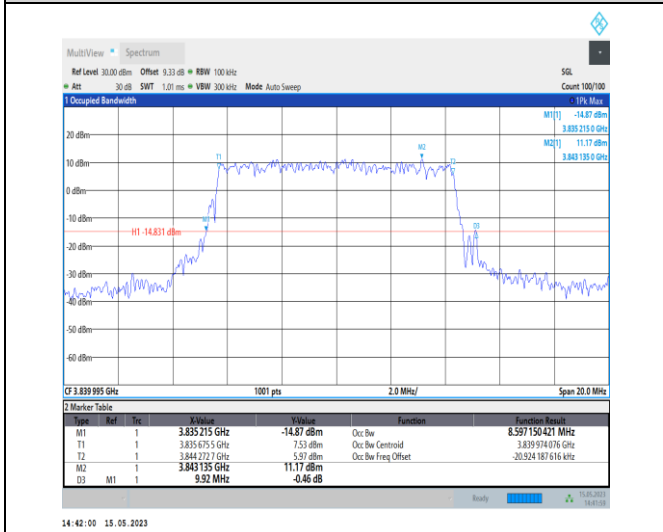 MultiView Spectrum
Ref Level 30.00 dBm Offset 9.33 dB RBW 100 kHz SGL
Att 30 dB SWT 1.01 ms VBW 300 kHz Mode Auto Sweep Count 100/100
1 Occupied Bandwidth 1Pk Max
M1[1] -14.87 dBm
3.835 215 0 GHz
M2[1] 11.17 dBm
3.843 135 0 GHz
20 dBm
M2
T1 T2
10 dBm
0 dBm
-10 dBm
M1 D3
H1 -14.831 dBm
-20 dBm
-30 dBm
-40 dBm
-50 dBm
-60 dBm
CF 3.839 995 GHz 1001 pts 2.0 MHz/ Span 20.0 MHz
2 Marker Table
Type Ref Trc X-Value Y-Value Function Function Result
M1 1 3.835 215 GHz -14.87 dBm Occ Bw 8.597 150 421 MHz
T1 1 3.835 675 5 GHz 7.53 dBm Occ Bw Centroid 3.839 974 076 GHz
T2 1 3.844 272 7 GHz 5.97 dBm Occ Bw Freq Offset -20.924 187 616 kHz
M2 1 3.843 135 GHz 11.17 dBm
D3 M1 1 9.92 MHz -0.46 dB
Ready 15.05.2023
14:41:59
14:42:00 15.05.2023